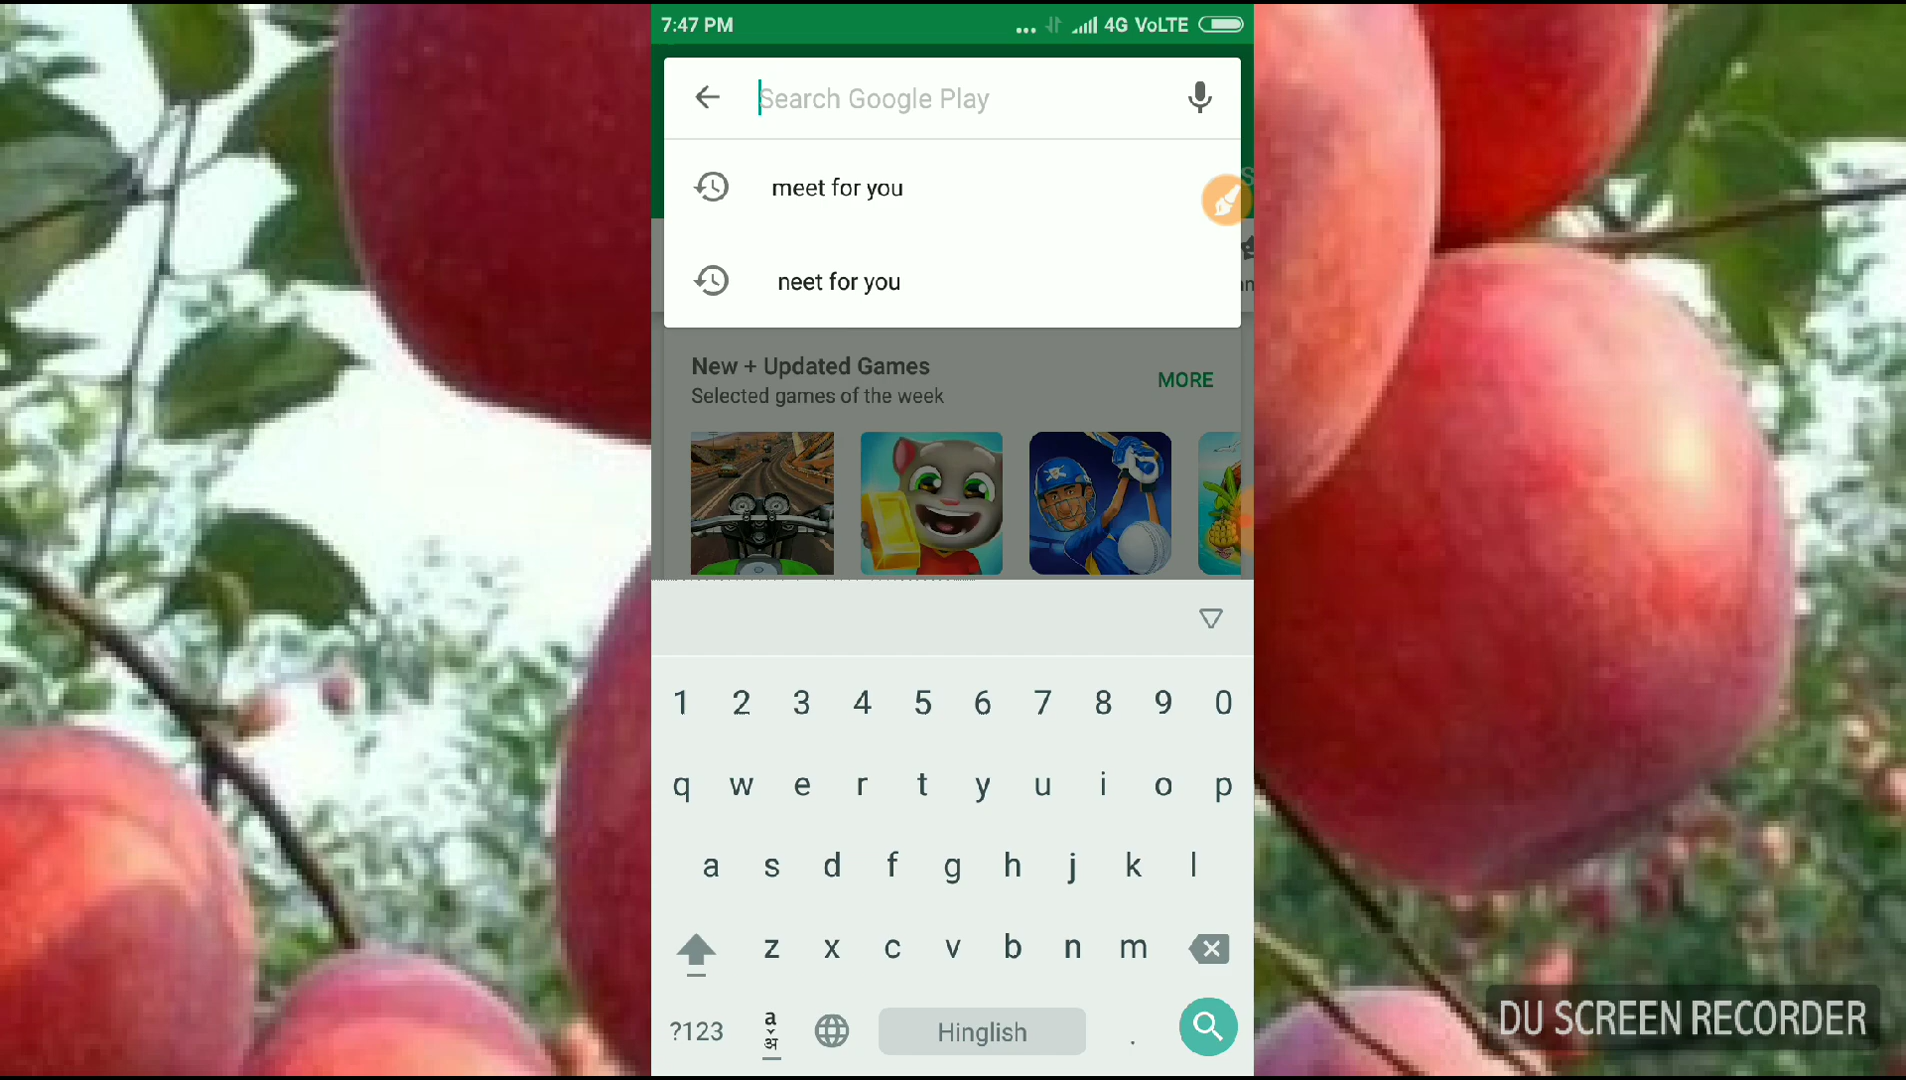 7:47 PM
4G VoLTE
Search Google Play
meet for you
neet for you
New + Updated Games
MORE
Selected games of the week
1 2 3 4 5 6 7 8 9 0
q w e r t y u i o p
a s d f g h j k l
z x c v b n m
?123 a अ Hinglish .
DU SCREEN RECORDER